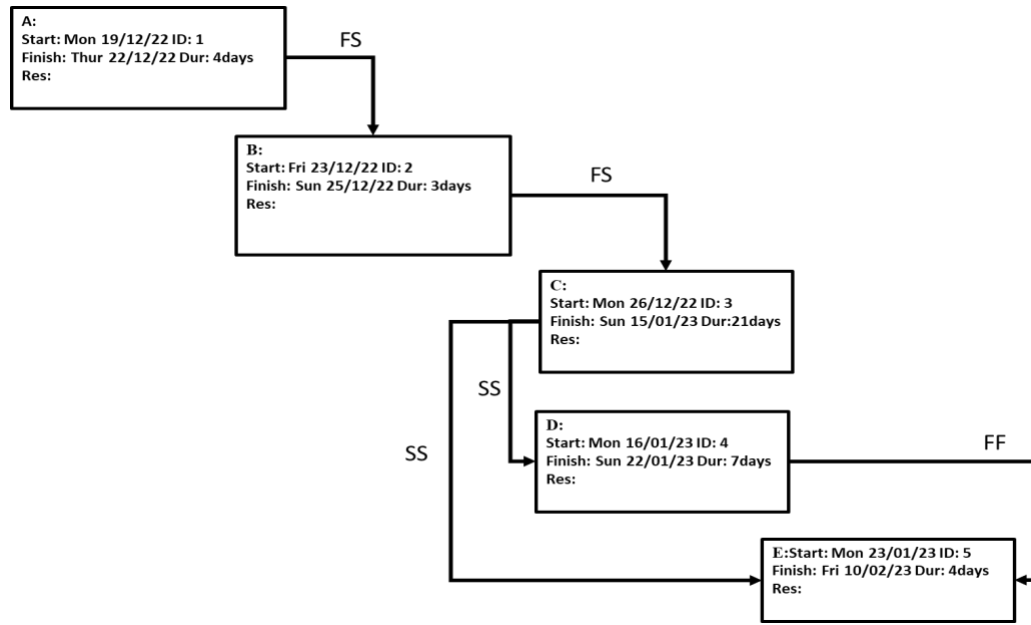 A:
Start: Mon 19/12/22 ID: 1
Finish: Thur 22/12/22 Dur: 4days
Res:
FS
B:
Start: Fri 23/12/22 ID: 2
Finish: Sun 25/12/22 Dur: 3days
Res:
FS
C:
Start: Mon 26/12/22 ID: 3
Finish: Sun 15/01/23 Dur:21days
Res:
SS
SS
D:
Start: Mon 16/01/23 ID: 4
Finish: Sun 22/01/23 Dur: 7days
Res:
FF
E:Start: Mon 23/01/23 ID: 5
Finish: Fri 10/02/23 Dur: 4days
Res: